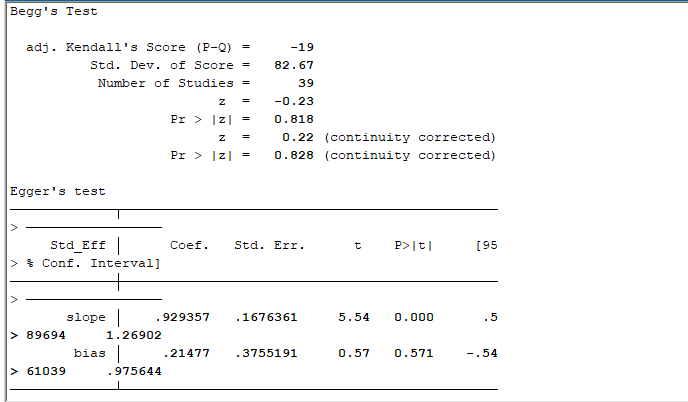 Begg's Test
adj. Kendall's Score (P-Q) = -19
Std. Dev. of Score = 82.67
Number of Studies = 39
z = -0.23
Pr > |z| = 0.818
z = 0.22 (continuity corrected)
Pr > |z| = 0.828 (continuity corrected)
Egger's test
>
Std_Eff | Coef. Std. Err. t P>|t| [95
> % Conf. Interval]
>
slope | .929357 .1676361 5.54 0.000 .5
> 89694 1.26902
bias | .21477 .3755191 0.57 0.571 -.54
> 61039 .975644